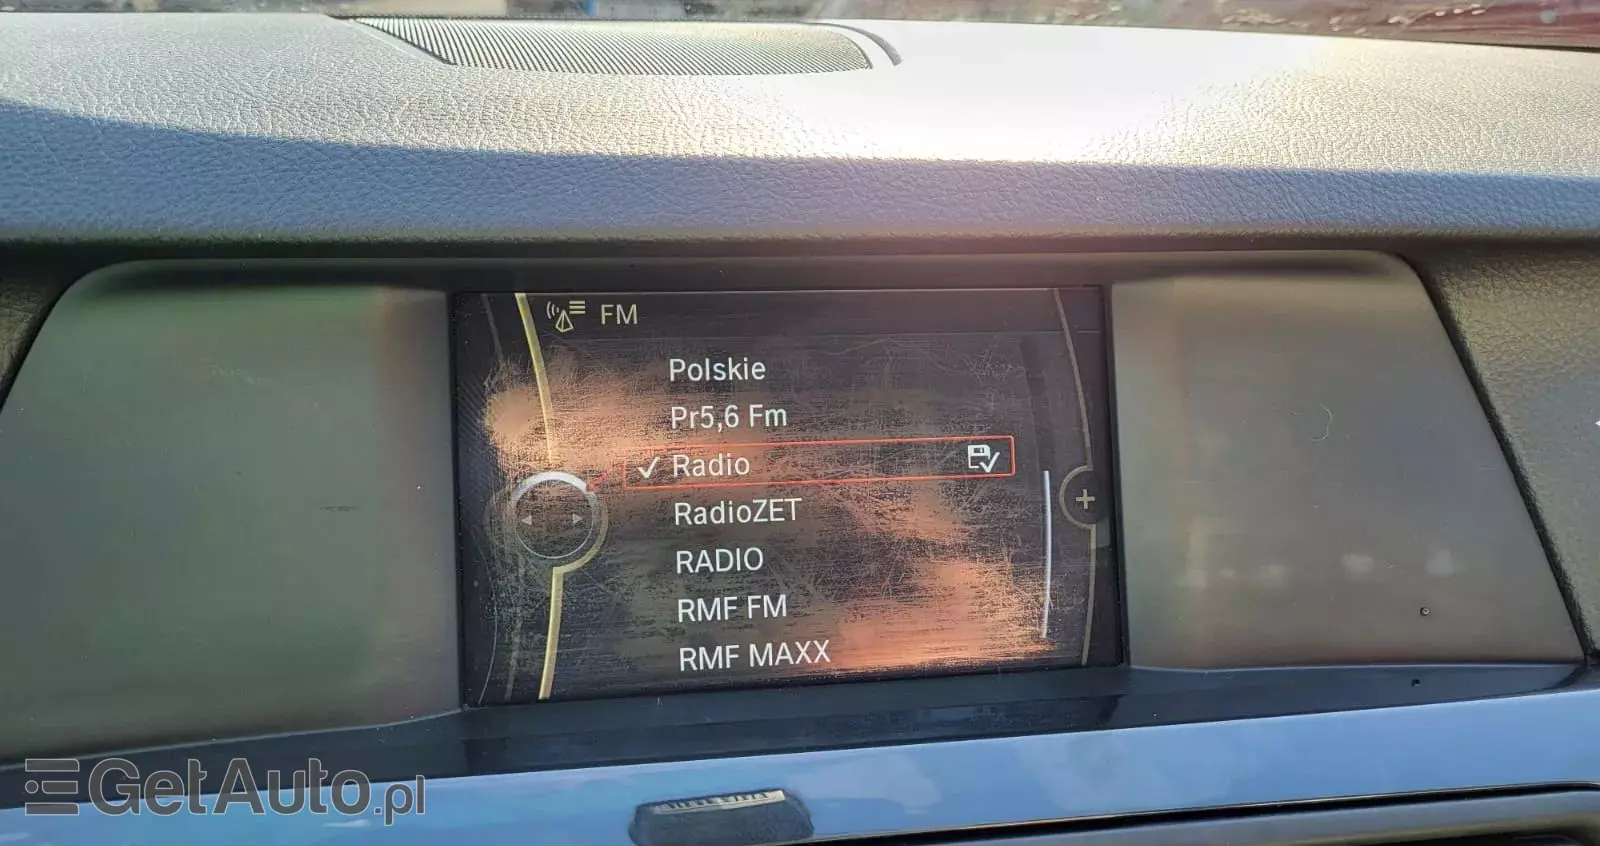 FM
Polskie
Pr5,6 Fm
Radio
RadioZET
RADIO
RMF FM
RMF MAXX
GetAuto.pl